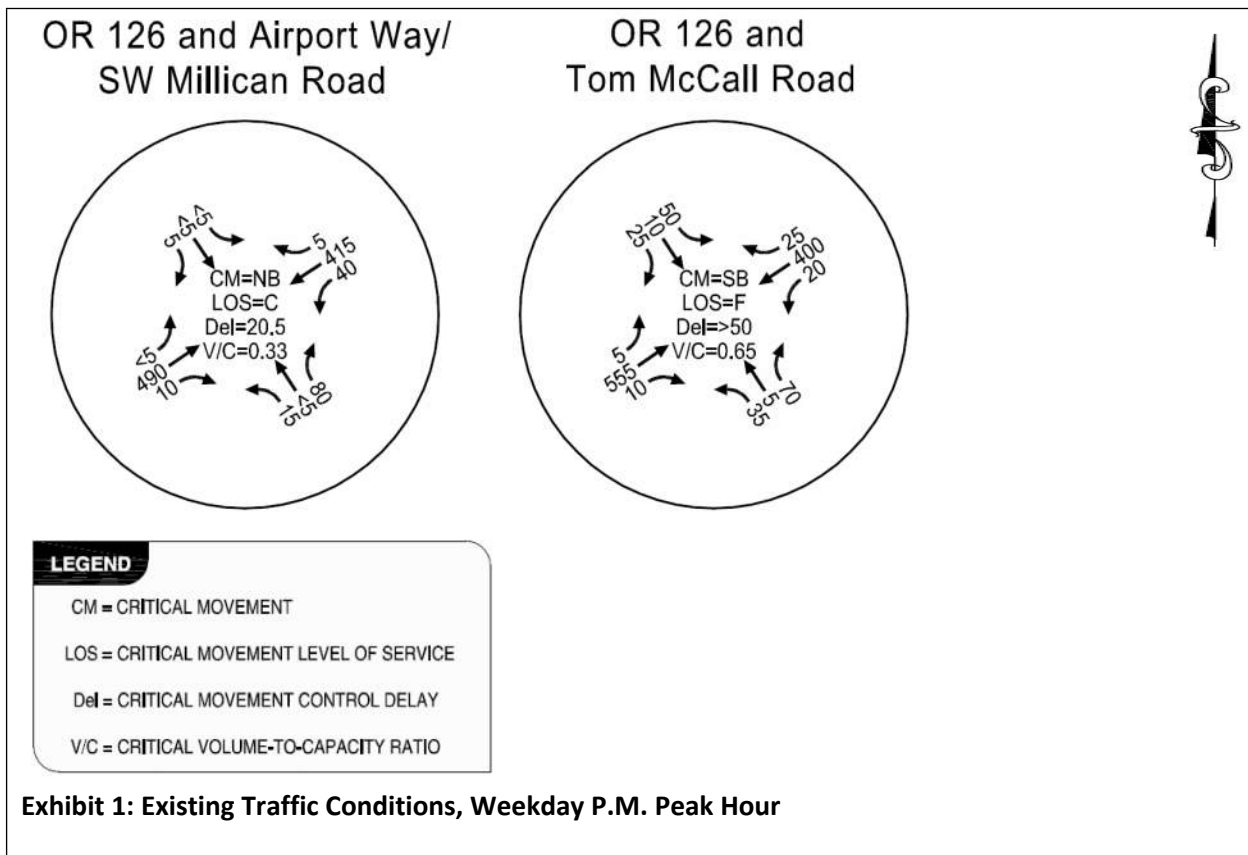 OR 126 and Airport Way/
SW Millican Road
OR 126 and
Tom McCall Road
<5
<5
<5
5
415
40
CM=NB
LOS=C
Del=20.5
V/C=0.33
<5
490
10
15
<5
80
25
10
50
25
400
20
CM=SB
LOS=F
Del=>50
V/C=0.65
5
555
10
35
5
70
LEGEND
CM = CRITICAL MOVEMENT
LOS = CRITICAL MOVEMENT LEVEL OF SERVICE
Del = CRITICAL MOVEMENT CONTROL DELAY
V/C = CRITICAL VOLUME-TO-CAPACITY RATIO
Exhibit 1: Existing Traffic Conditions, Weekday P.M. Peak Hour